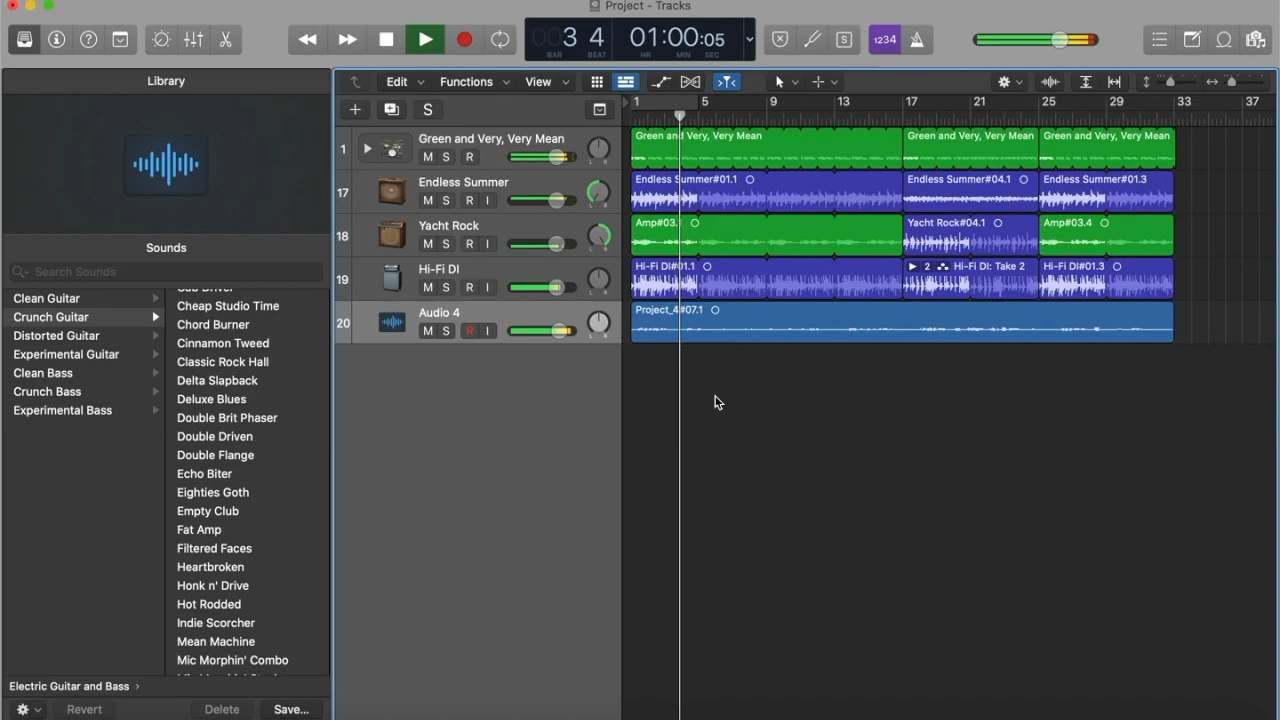 Project - Tracks
003 4
BAR BEAT
01:00:05
HR MIN SEC
1234
Library
Edit Functions View
1 5 9 13 17 21 25 29 33 37
S
1
Green and Very, Very Mean
M S R
L R
Green and Very, Very Mean
Green and Very, Very Mean
Green and Very, Very Mean
17
Endless Summer
M S R I
L R
Endless Summer#01.1
Endless Summer#04.1
Endless Summer#01.3
18
Yacht Rock
M S R I
L R
Amp#03.
Yacht Rock#04.1
Amp#03.4
19
Hi-Fi DI
M S R I
L R
Hi-Fi DI#01.1
2 Hi-Fi DI: Take 2
Hi-Fi DI#01.3
20
Audio 4
M S R I
L R
Project_4#07.1
Sounds
Search Sounds
Clean Guitar
Crunch Guitar
Distorted Guitar
Experimental Guitar
Clean Bass
Crunch Bass
Experimental Bass
Cheap Studio Time
Chord Burner
Cinnamon Tweed
Classic Rock Hall
Delta Slapback
Deluxe Blues
Double Brit Phaser
Double Driven
Double Flange
Echo Biter
Eighties Goth
Empty Club
Fat Amp
Filtered Faces
Heartbroken
Honk n' Drive
Hot Rodded
Indie Scorcher
Mean Machine
Mic Morphin' Combo
Electric Guitar and Bass
Revert Delete Save...